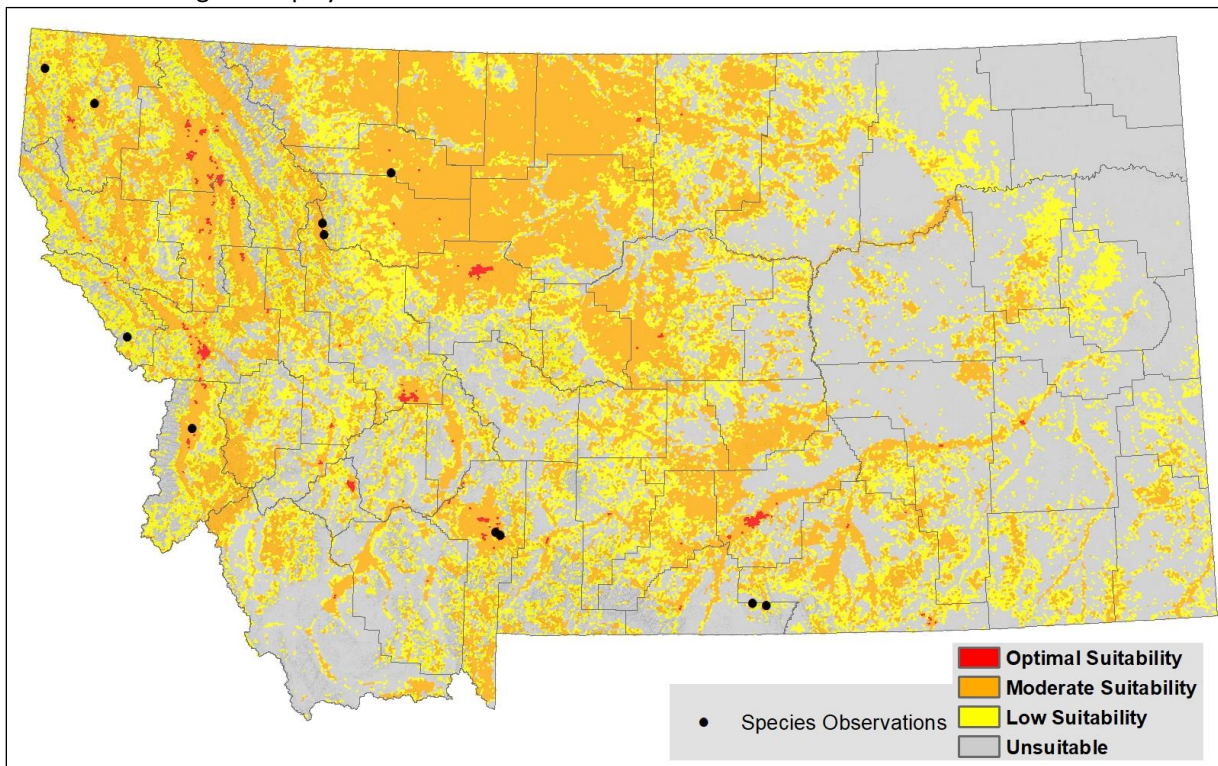 Optimal Suitability
Moderate Suitability
Species Observations
Low Suitability
Unsuitable